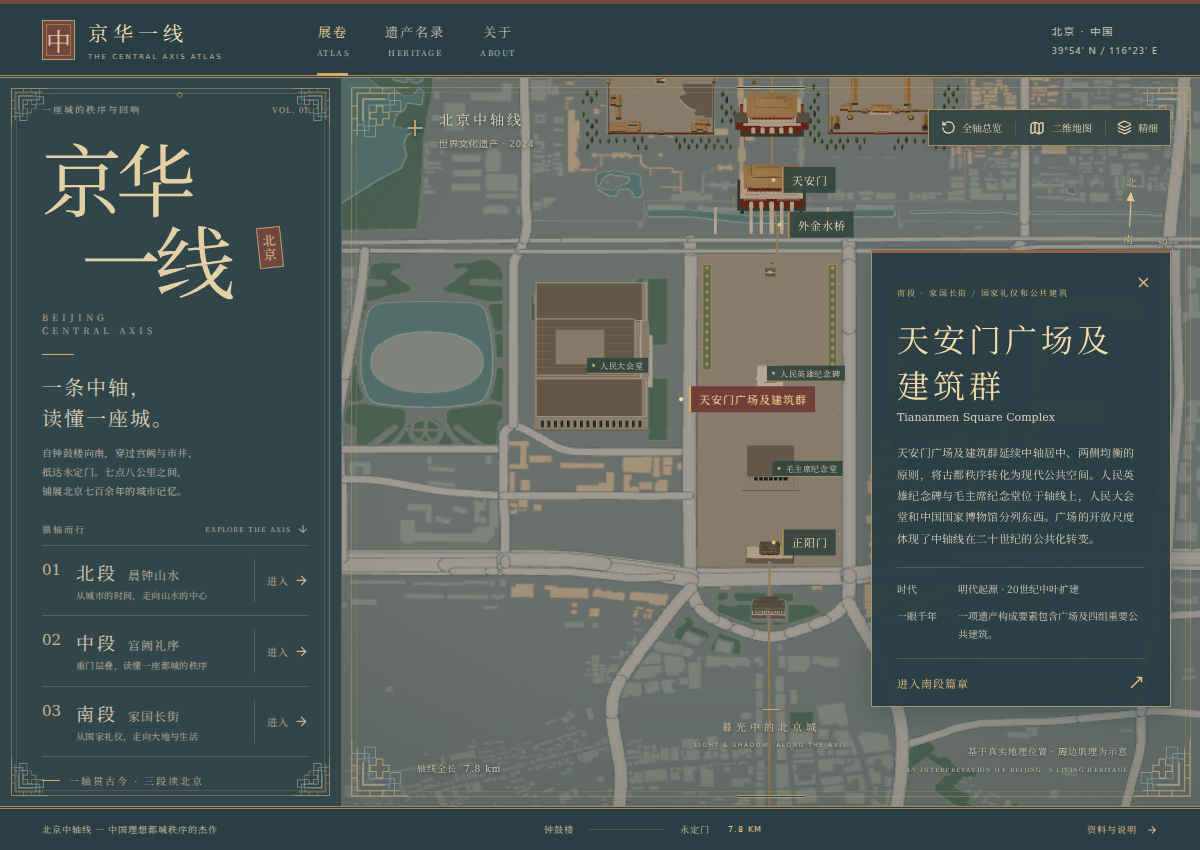 中
京华一线
THE CENTRAL AXIS ATLAS
展卷
ATLAS
遗产名录
HERITAGE
关于
ABOUT
北京 · 中国
39°54′ N / 116°23′ E
一座城的秩序与回响
VOL. 01
京华
一线
北京
BEIJING
CENTRAL AXIS
一条中轴，
读懂一座城。
自钟鼓楼向南，穿过宫阙与市井，
抵达永定门。七点八公里之间，
铺展北京七百余年的城市记忆。
循轴而行
EXPLORE THE AXIS
01 北段 晨钟山水
从城市的时间，走向山水的中心
进入
02 中段 宫阙礼序
重门层叠，读懂一座都城的秩序
进入
03 南段 家国长街
从国家礼仪，走向大地与生活
进入
一轴贯古今 · 三段读北京
北京中轴线
世界文化遗产 · 2024
全轴总览
二维地图
精细
北
南
天安门
外金水桥
人民大会堂
人民英雄纪念碑
天安门广场及建筑群
毛主席纪念堂
正阳门
南段 · 家国长街 / 国家礼仪和公共建筑
天安门广场及
建筑群
Tiananmen Square Complex
天安门广场及建筑群延续中轴居中、两侧均衡的
原则，将古都秩序转化为现代公共空间。人民英
雄纪念碑与毛主席纪念堂位于轴线上，人民大会
堂和中国国家博物馆分列东西。广场的开放尺度
体现了中轴线在二十世纪的公共化转变。
时代 明代起源 · 20世纪中叶扩建
一眼千年 一项遗产构成要素包含广场及四组重要公
共建筑。
进入南段篇章
暮光中的北京城
LIGHT & SHADOW, ALONG THE AXIS
轴线全长 7.8 km
基于真实地理位置 · 周边肌理为示意
AN INTERPRETATION OF BEIJING'S LIVING HERITAGE
北京中轴线 — 中国理想都城秩序的杰作
钟鼓楼
永定门
7.8 KM
资料与说明